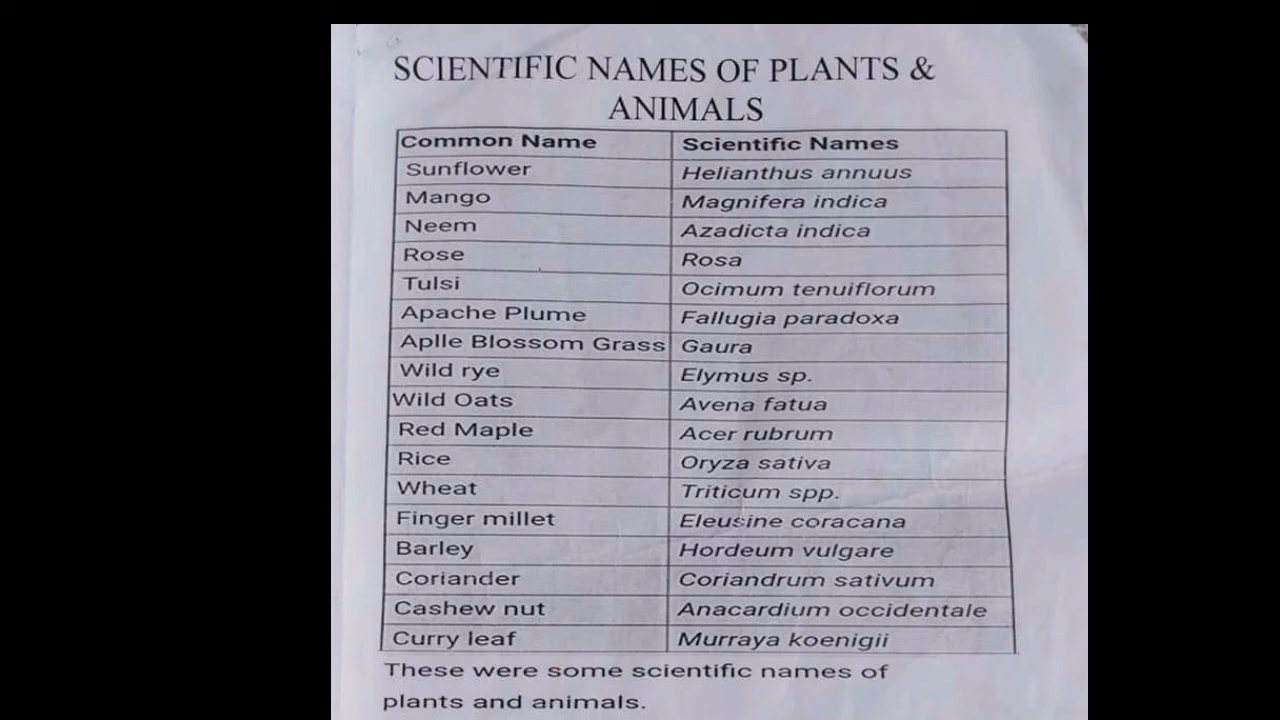 SCIENTIFIC NAMES OF PLANTS &
ANIMALS
Common Name Scientific Names
Sunflower Helianthus annuus
Mango Magnifera indica
Neem Azadicta indica
Rose Rosa
Tulsi Ocimum tenuiflorum
Apache Plume Fallugia paradoxa
Aplle Blossom Grass Gaura
Wild rye Elymus sp.
Wild Oats Avena fatua
Red Maple Acer rubrum
Rice Oryza sativa
Wheat Triticum spp.
Finger millet Eleusine coracana
Barley Hordeum vulgare
Coriander Coriandrum sativum
Cashew nut Anacardium occidentale
Curry leaf Murraya koenigii
These were some scientific names of
plants and animals.